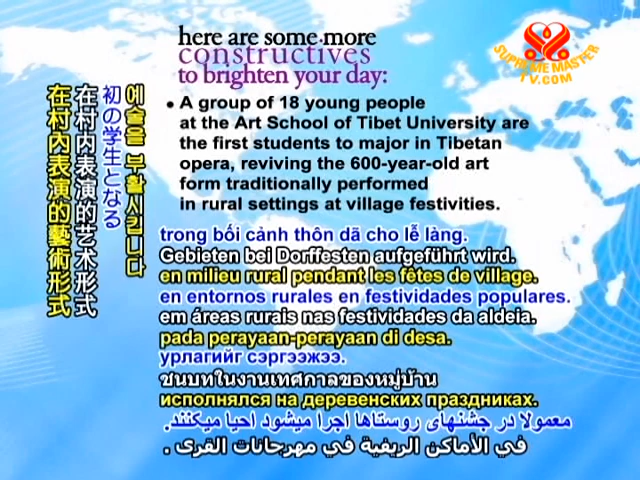 here are some more
constructives
to brighten your day:
SUPREME MASTER
TV.COM
• A group of 18 young people
at the Art School of Tibet University are
the first students to major in Tibetan
opera, reviving the 600-year-old art
form traditionally performed
in rural settings at village festivities.
예술을 부활시킵니다
初の学生となる
在村内表演的艺术形式
在村內表演的藝術形式
trong bối cảnh thôn dã cho lễ làng.
Gebieten bei Dorffesten aufgeführt wird.
en milieu rural pendant les fêtes de village.
en entornos rurales en festividades populares.
em áreas rurais nas festividades da aldeia.
pada perayaan-perayaan di desa.
урлагийг сэргээжээ.
ชนบทในงานเทศกาลของหมู่บ้าน
исполнялся на деревенских праздниках.
معمولا در جشنهای روستاها اجرا میشود احیا میکنند.
في الأماكن الريفية في مهرجانات القرى .